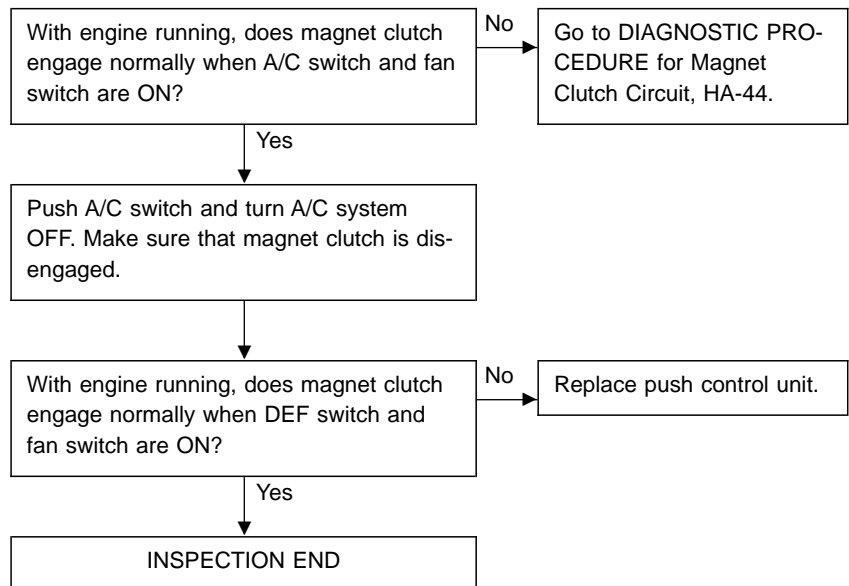 With engine running, does magnet clutch
engage normally when A/C switch and fan
switch are ON?
No
Go to DIAGNOSTIC PRO-
CEDURE for Magnet
Clutch Circuit, HA-44.
Yes
Push A/C switch and turn A/C system
OFF. Make sure that magnet clutch is dis-
engaged.
With engine running, does magnet clutch
engage normally when DEF switch and
fan switch are ON?
No
Replace push control unit.
Yes
INSPECTION END